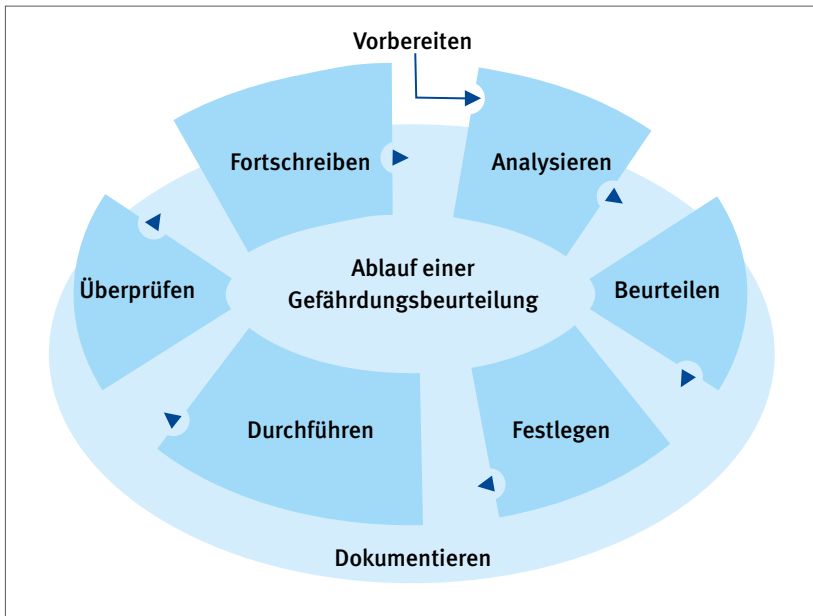 Vorbereiten
Analysieren
Beurteilen
Festlegen
Durchführen
Überprüfen
Fortschreiben
Ablauf einer
Gefährdungsbeurteilung
Dokumentieren